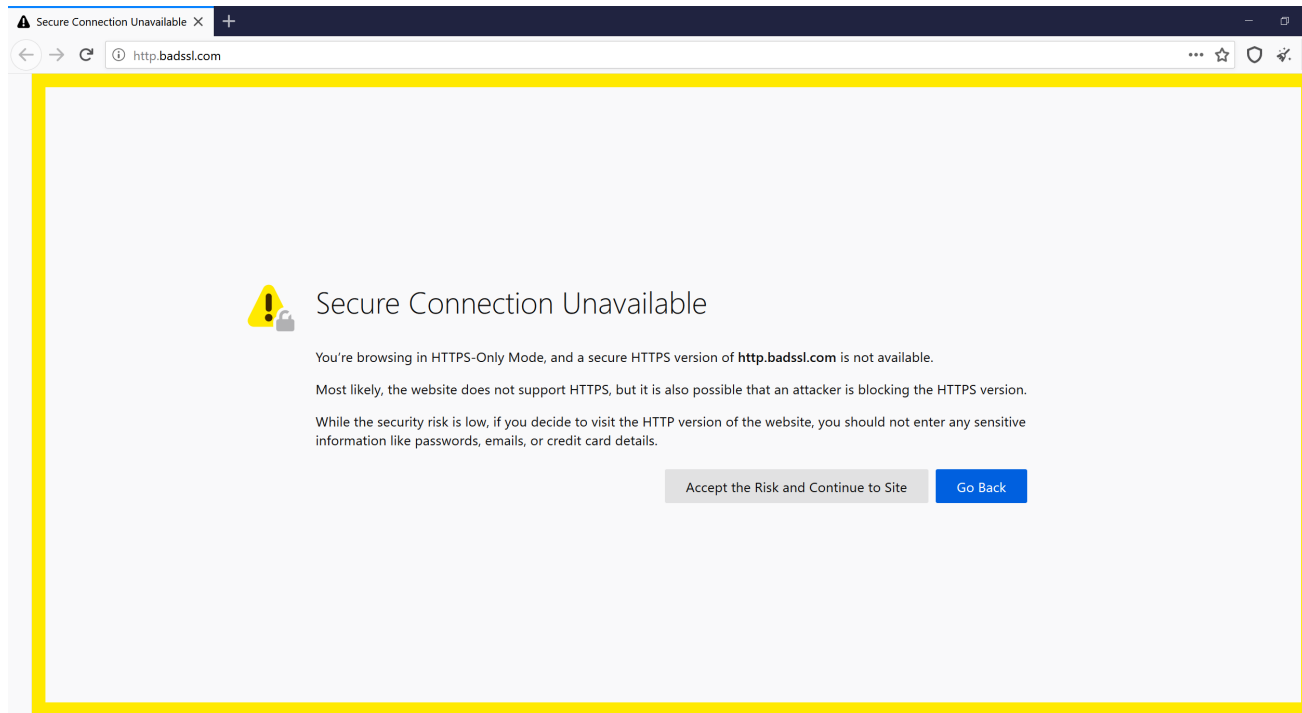 Secure Connection Unavailable
http.badssl.com
Secure Connection Unavailable
You're browsing in HTTPS-Only Mode, and a secure HTTPS version of http.badssl.com is not available.
Most likely, the website does not support HTTPS, but it is also possible that an attacker is blocking the HTTPS version.
While the security risk is low, if you decide to visit the HTTP version of the website, you should not enter any sensitive
information like passwords, emails, or credit card details.
Accept the Risk and Continue to Site
Go Back